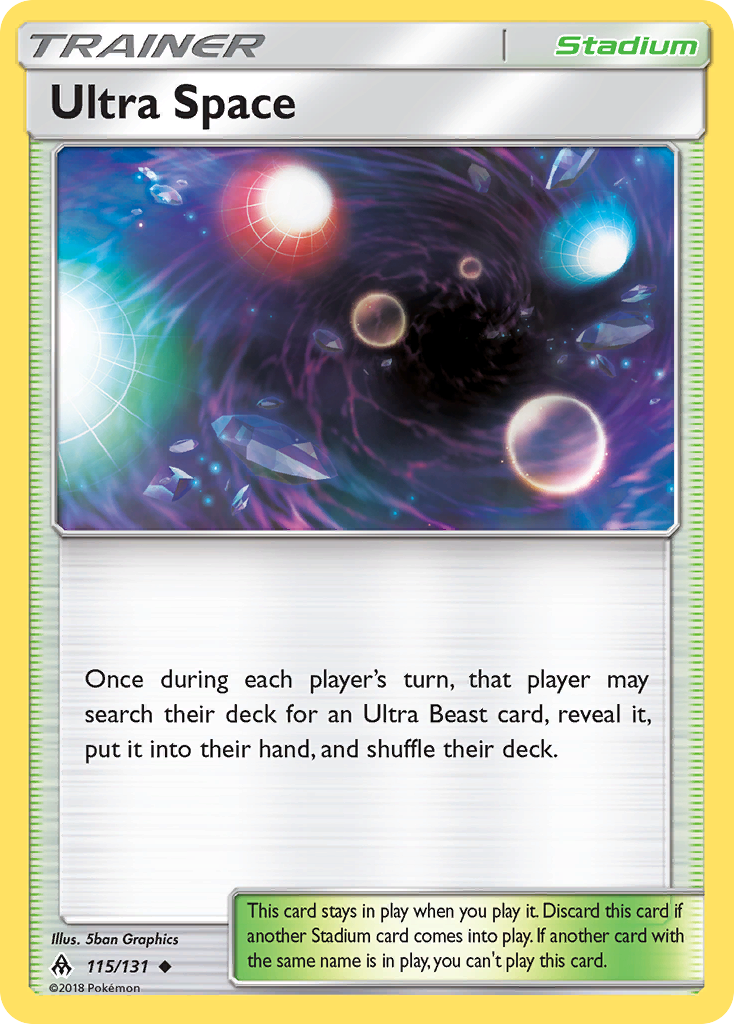 TRAINER
Stadium
Ultra Space
Once during each player's turn, that player may
search their deck for an Ultra Beast card, reveal it,
put it into their hand, and shuffle their deck.
This card stays in play when you play it. Discard this card if
another Stadium card comes into play. If another card with
the same name is in play, you can't play this card.
Illus. 5ban Graphics
115/131
©2018 Pokémon